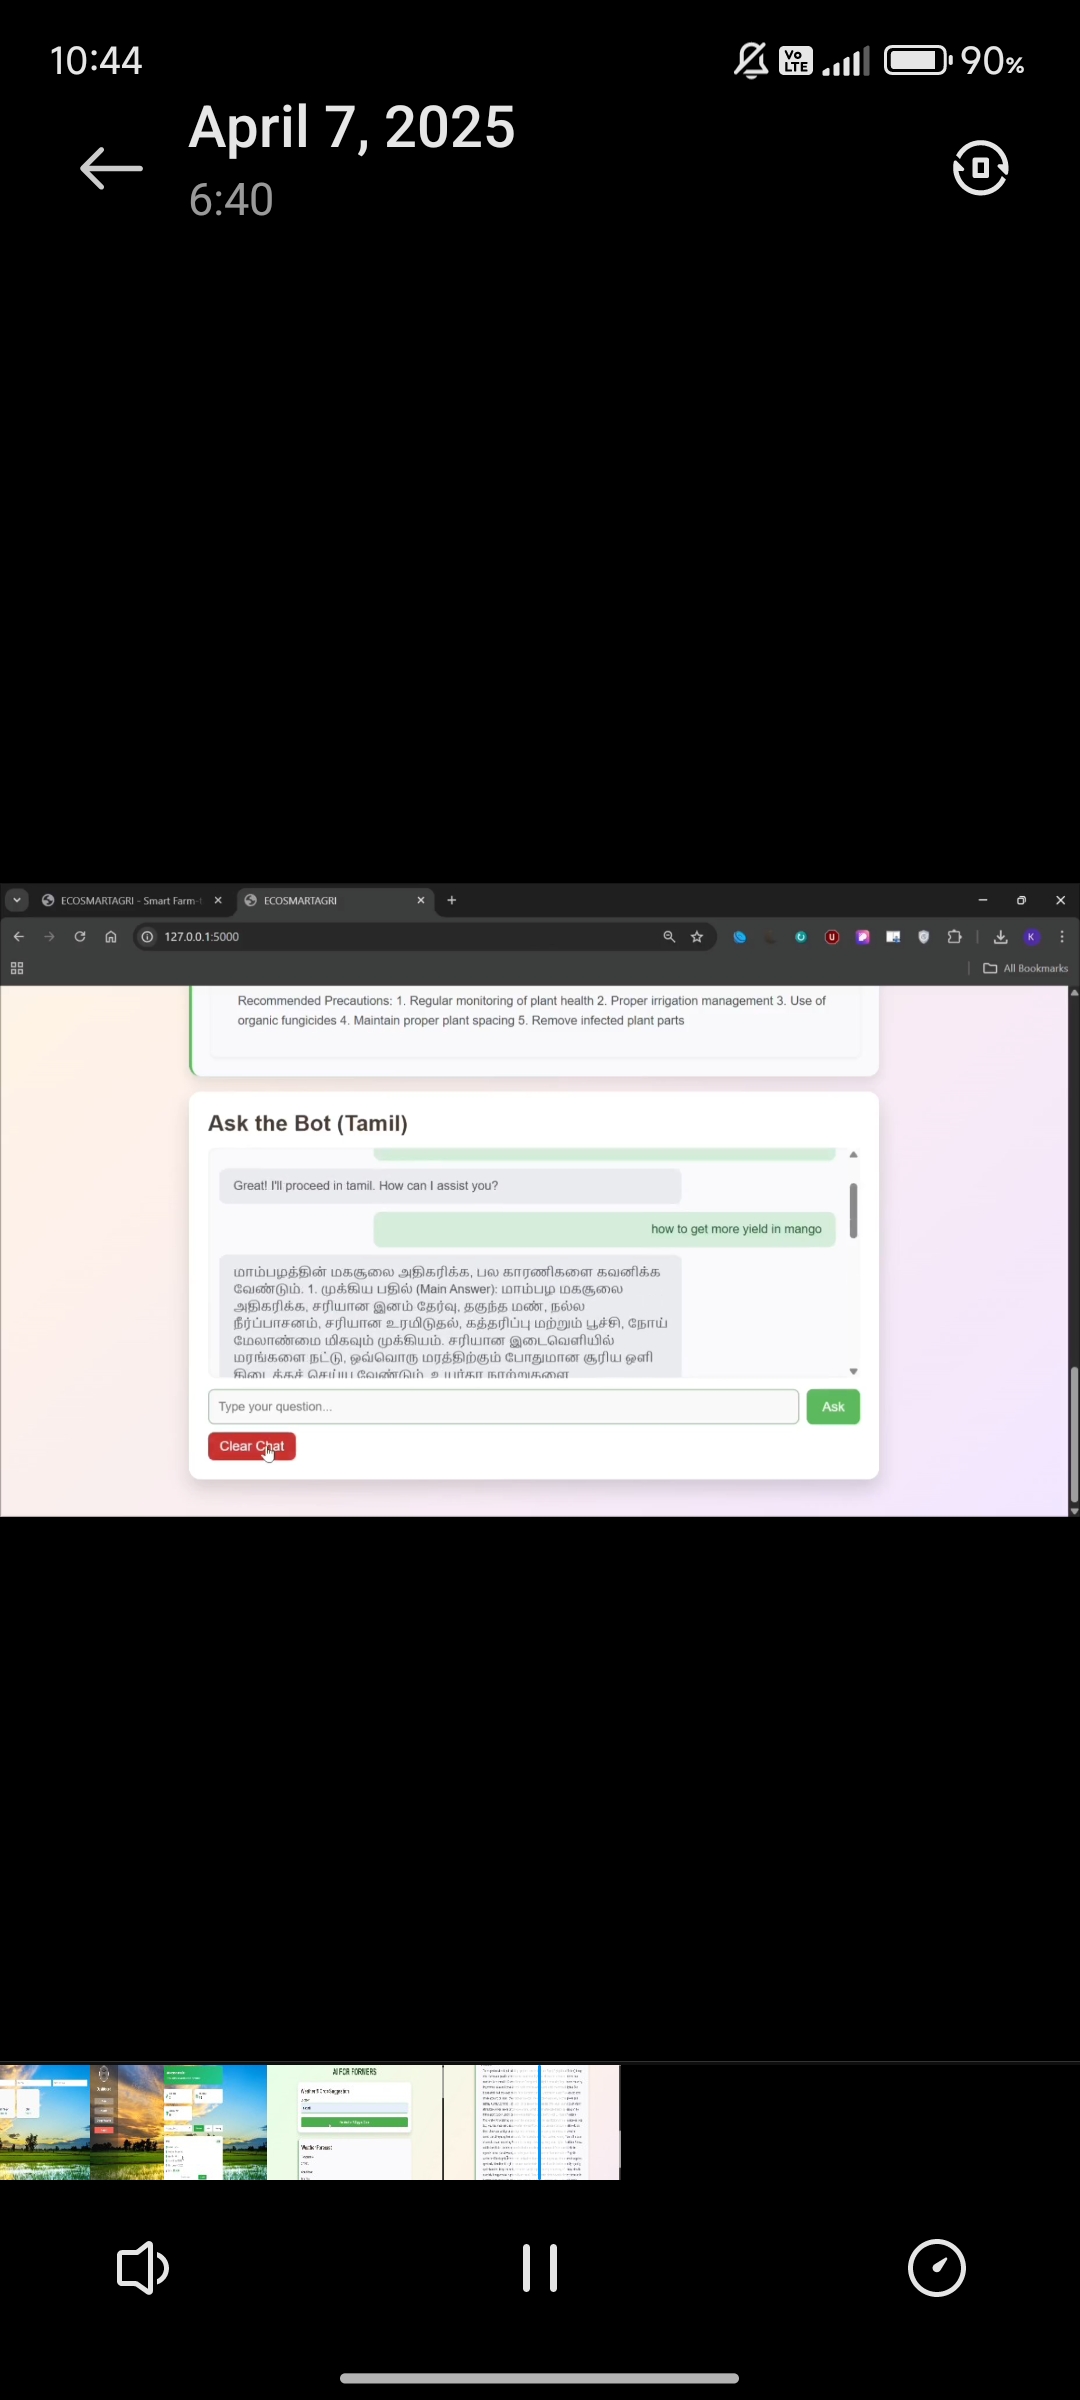 10:44
Vo LTE
90%
April 7, 2025
6:40
ECOSMARTAGRI - Smart Farm-
ECOSMARTAGRI
127.0.0.1:5000
U
K
All Bookmarks
Recommended Precautions: 1. Regular monitoring of plant health 2. Proper irrigation management 3. Use of
organic fungicides 4. Maintain proper plant spacing 5. Remove infected plant parts
Ask the Bot (Tamil)
Great! I'll proceed in tamil. How can I assist you?
how to get more yield in mango
மாம்பழத்தின் மகசூலை அதிகரிக்க, பல காரணிகளை கவனிக்க
வேண்டும். 1. முக்கிய பதில் (Main Answer): மாம்பழ மகசூலை
அதிகரிக்க, சரியான இனம் தேர்வு, தகுந்த மண், நல்ல
நீர்ப்பாசனம், சரியான உரமிடுதல், கத்தரிப்பு மற்றும் பூச்சி, நோய்
மேலாண்மை மிகவும் முக்கியம். சரியான இடைவெளியில்
மரங்களை நட்டு, ஒவ்வொரு மரத்திற்கும் போதுமான சூரிய ஒளி
கிடைக்கச் செய்ய வேண்டும். உயர்தர நாற்றுகளை
Type your question...
Ask
Clear Chat
AI FOR FORMERS